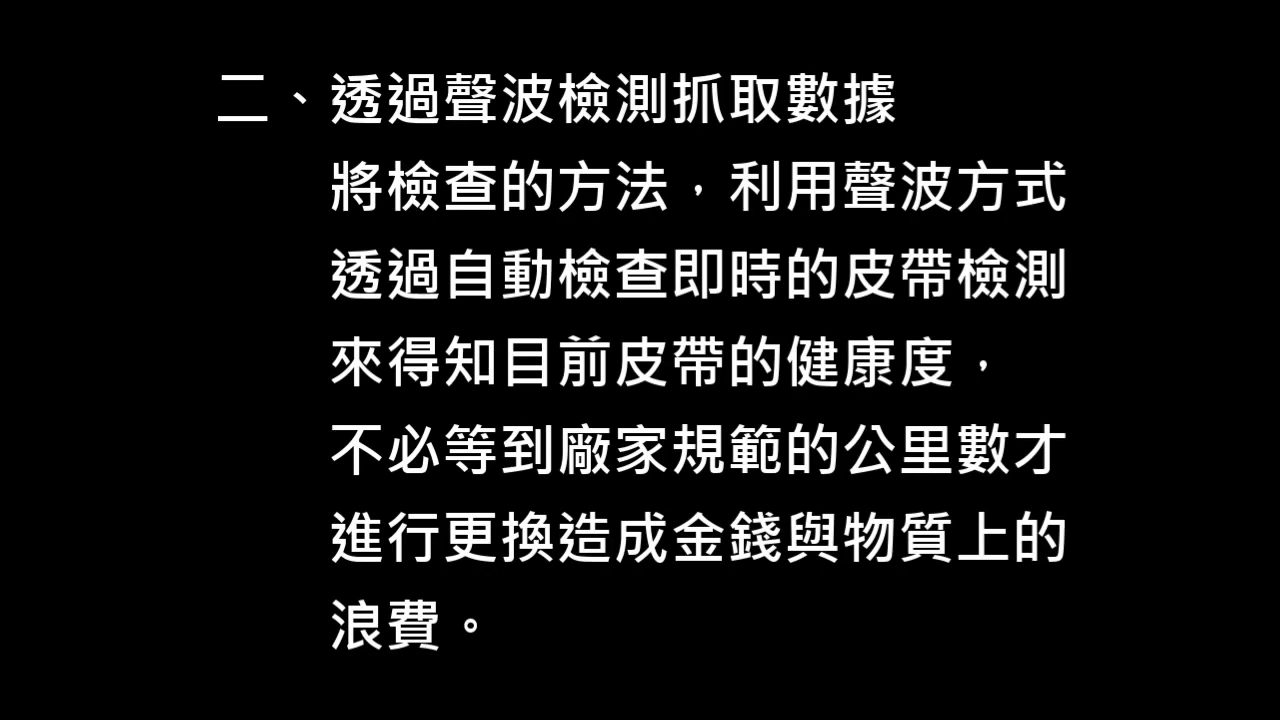 二、透過聲波檢測抓取數據
將檢查的方法，利用聲波方式
透過自動檢查即時的皮帶檢測
來得知目前皮帶的健康度，
不必等到廠家規範的公里數才
進行更換造成金錢與物質上的
浪費。